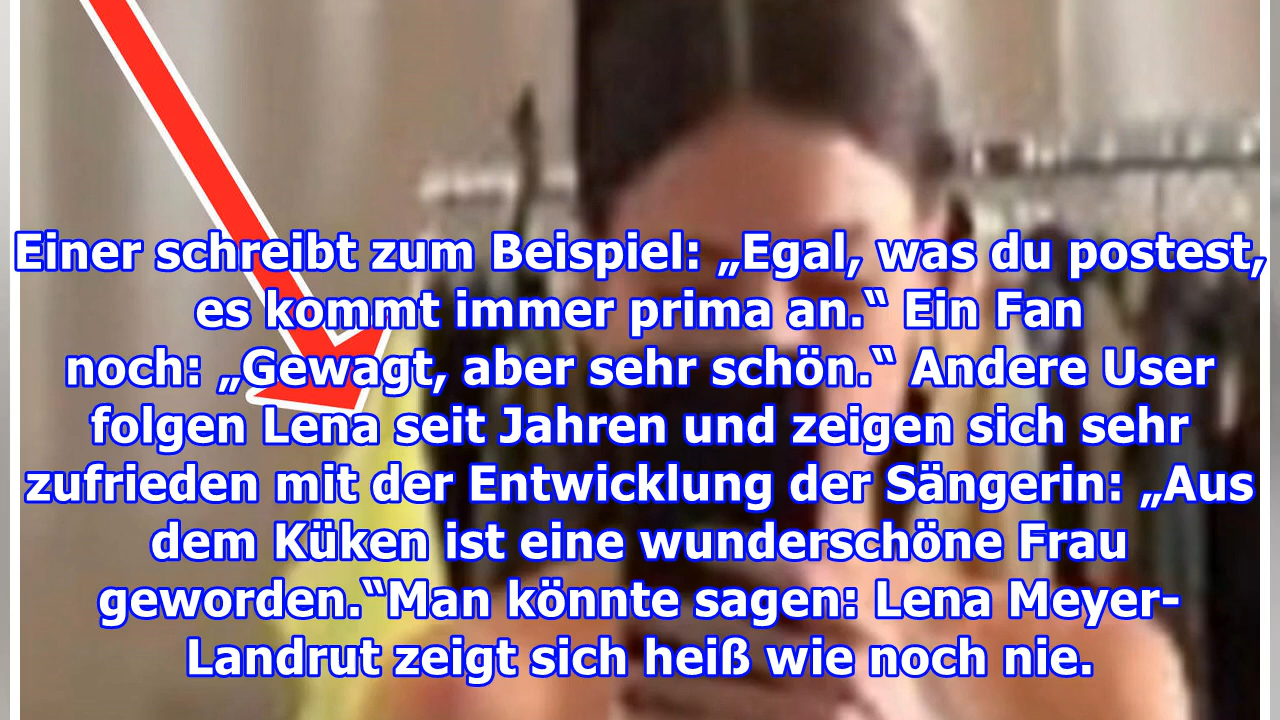 Einer schreibt zum Beispiel: „Egal, was du postest,
es kommt immer prima an.“ Ein Fan
noch: „Gewagt, aber sehr schön.“ Andere User
folgen Lena seit Jahren und zeigen sich sehr
zufrieden mit der Entwicklung der Sängerin: „Aus
dem Küken ist eine wunderschöne Frau
geworden.“Man könnte sagen: Lena Meyer-
Landrut zeigt sich heiß wie noch nie.